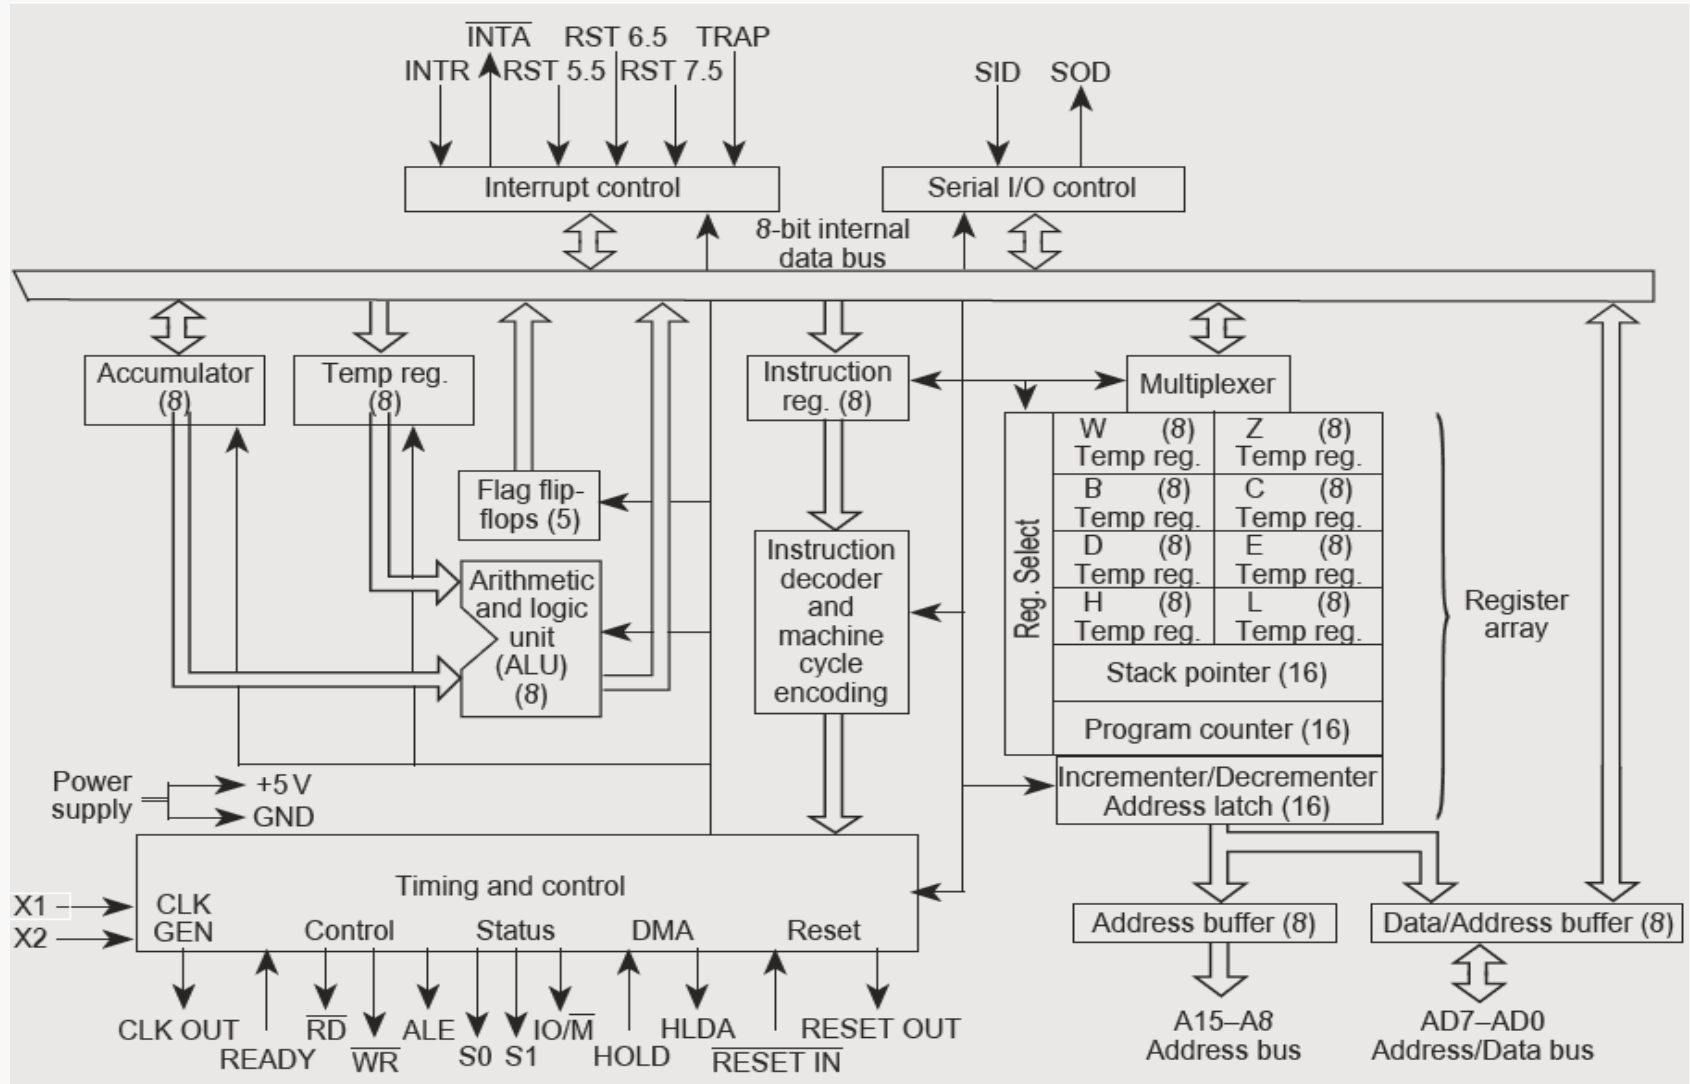 INTA
RST 6.5
TRAP
INTR
RST 5.5
RST 7.5
SID
SOD
Interrupt control
Serial I/O control
8-bit internal
data bus
Accumulator
(8)
Temp reg.
(8)
Instruction
reg. (8)
Multiplexer
Flag flip-
flops (5)
Arithmetic
and logic
unit
(ALU)
(8)
Instruction
decoder
and
machine
cycle
encoding
Reg. Select
W (8)
Temp reg.
Z (8)
Temp reg.
B (8)
Temp reg.
C (8)
Temp reg.
D (8)
Temp reg.
E (8)
Temp reg.
H (8)
Temp reg.
L (8)
Temp reg.
Stack pointer (16)
Program counter (16)
Incrementer/Decrementer
Address latch (16)
Register
array
Power
supply
+5 V
GND
Timing and control
X1
X2
CLK
GEN
Control
Status
DMA
Reset
Address buffer (8)
Data/Address buffer (8)
CLK OUT
READY
RD
WR
ALE
S0
S1
IO/M
HOLD
HLDA
RESET IN
RESET OUT
A15–A8
Address bus
AD7–AD0
Address/Data bus